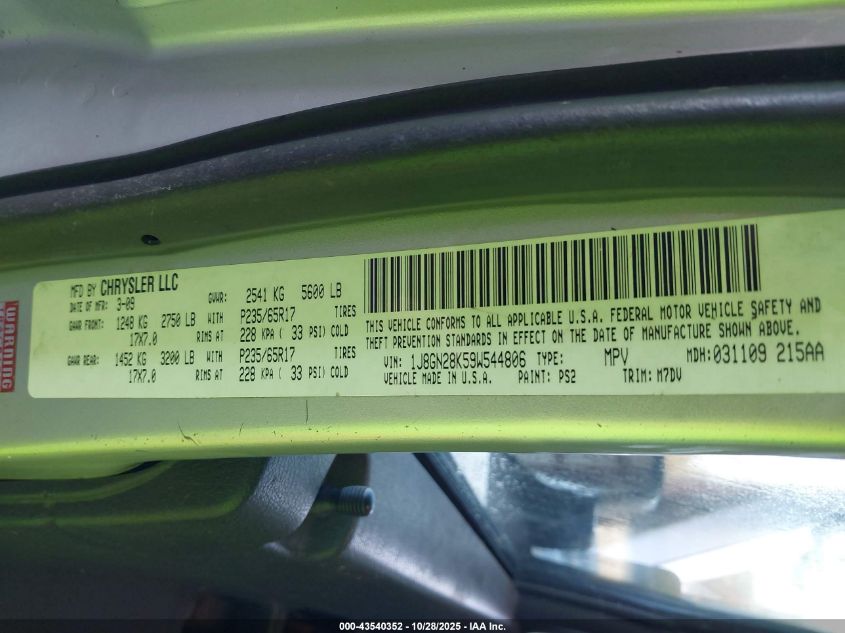 MFD BY CHRYSLER LLC
DATE OF MFR: 3-09
GVWR: 2541 KG 5600 LB
GAWR FRONT: 1248 KG 2750 LB WITH P235/65R17 TIRES
17X7.0 RIMS AT 228 KPA ( 33 PSI) COLD
GAWR REAR: 1452 KG 3200 LB WITH P235/65R17 TIRES
17X7.0 RIMS AT 228 KPA ( 33 PSI) COLD
THIS VEHICLE CONFORMS TO ALL APPLICABLE U.S.A. FEDERAL MOTOR VEHICLE SAFETY AND
THEFT PREVENTION STANDARDS IN EFFECT ON THE DATE OF MANUFACTURE SHOWN ABOVE.
VIN: 1J8GN28K59W544806 TYPE: MPV MDH: 031109 215AA
VEHICLE MADE IN U.S.A. PAINT: PS2 TRIM: M7DV
WARNING
000-43540352 - 10/28/2025 - IAA Inc.